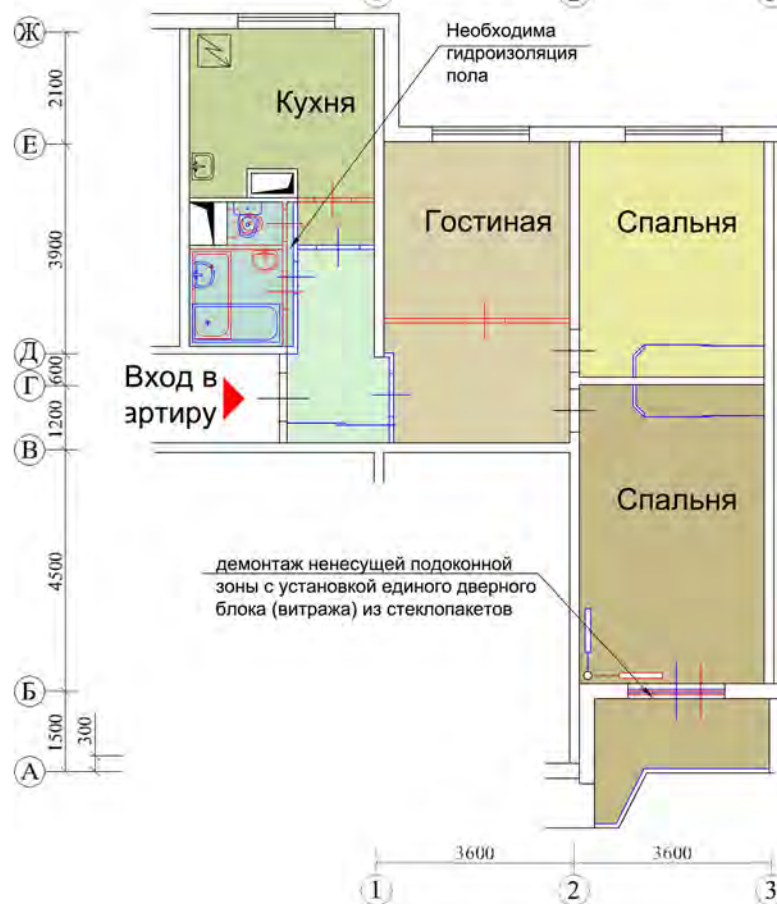 Необходима
гидроизоляция
пола
Ж
2100
Кухня
Е
3900
Гостиная
Спальня
Д
600
Г
Вход в
артиру
1200
В
Спальня
4500
демонтаж ненесущей подоконной
зоны с установкой единого дверного
блока (витража) из стеклопакетов
Б
1500
300
А
3600
3600
1
2
3